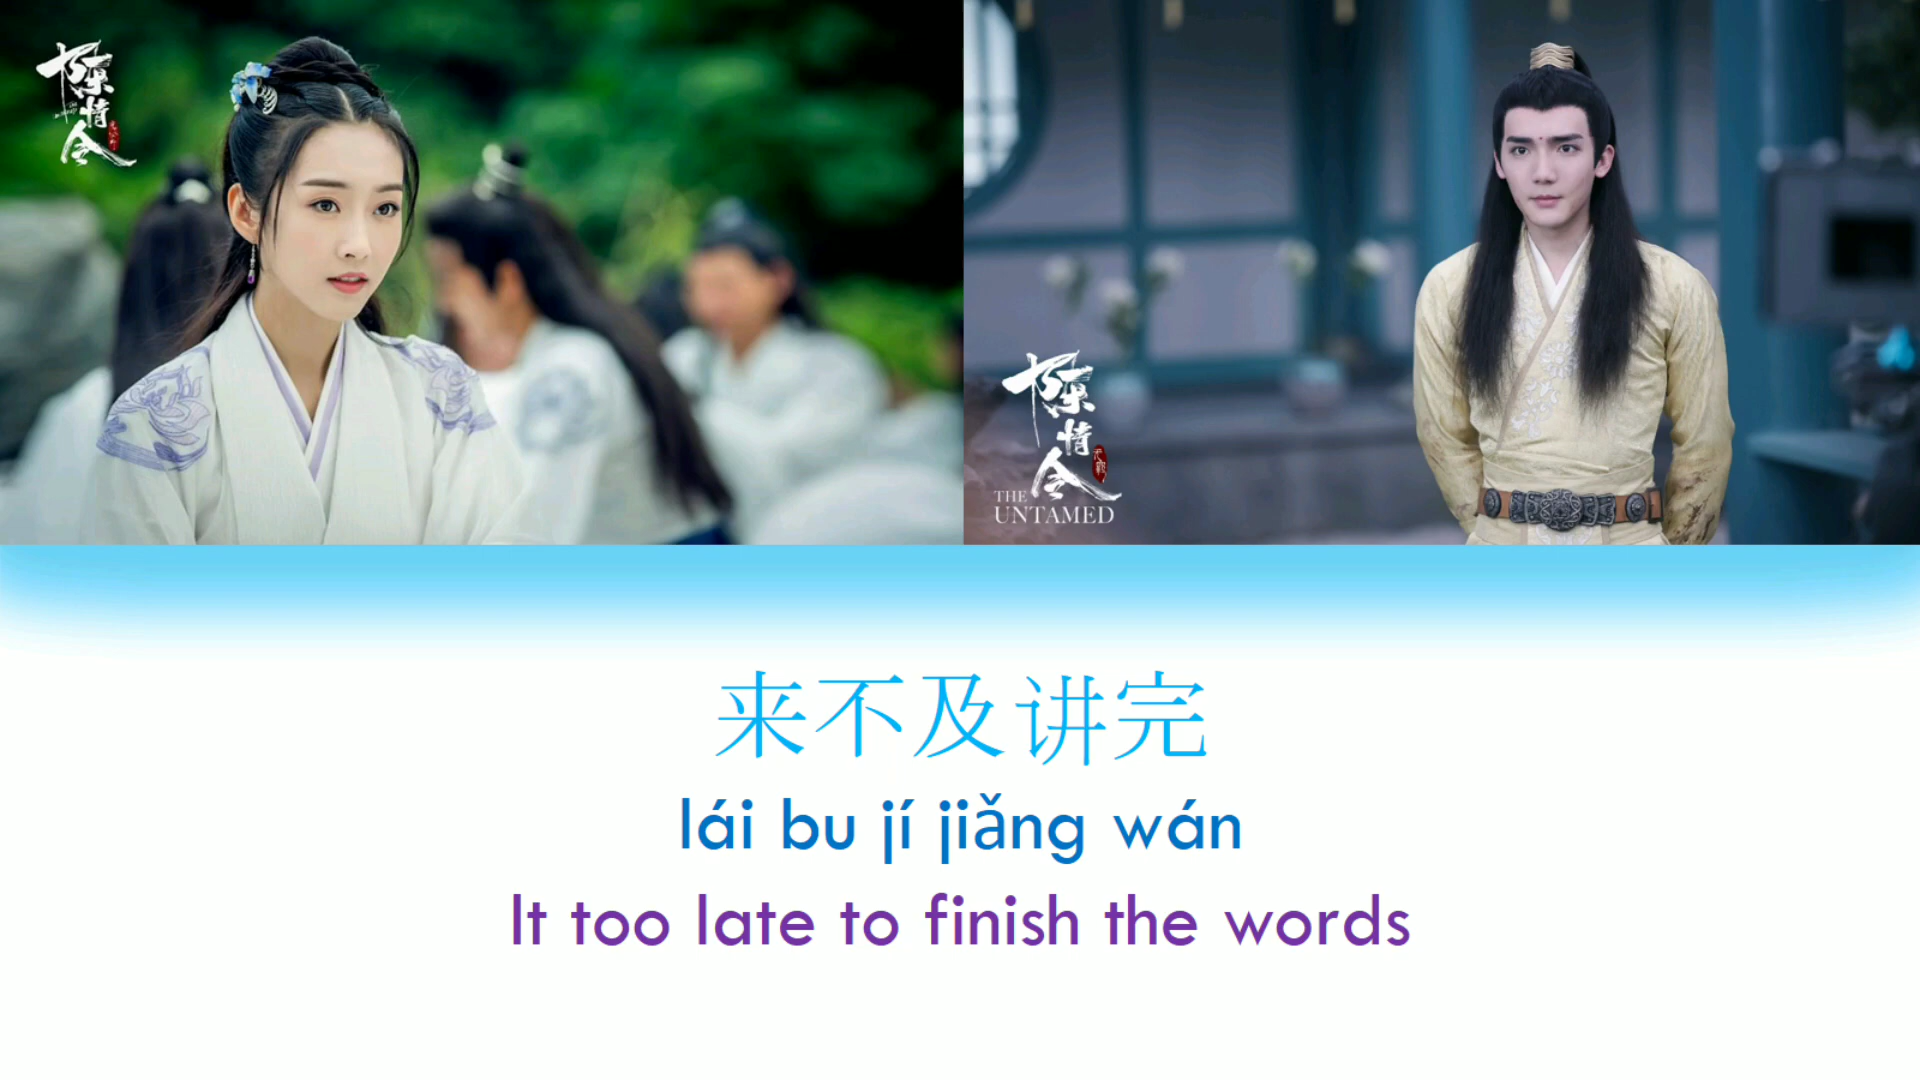 陈情令
陈情令
THE
UNTAMED
来不及讲完
lái bu jí jiǎng wán
It too late to finish the words